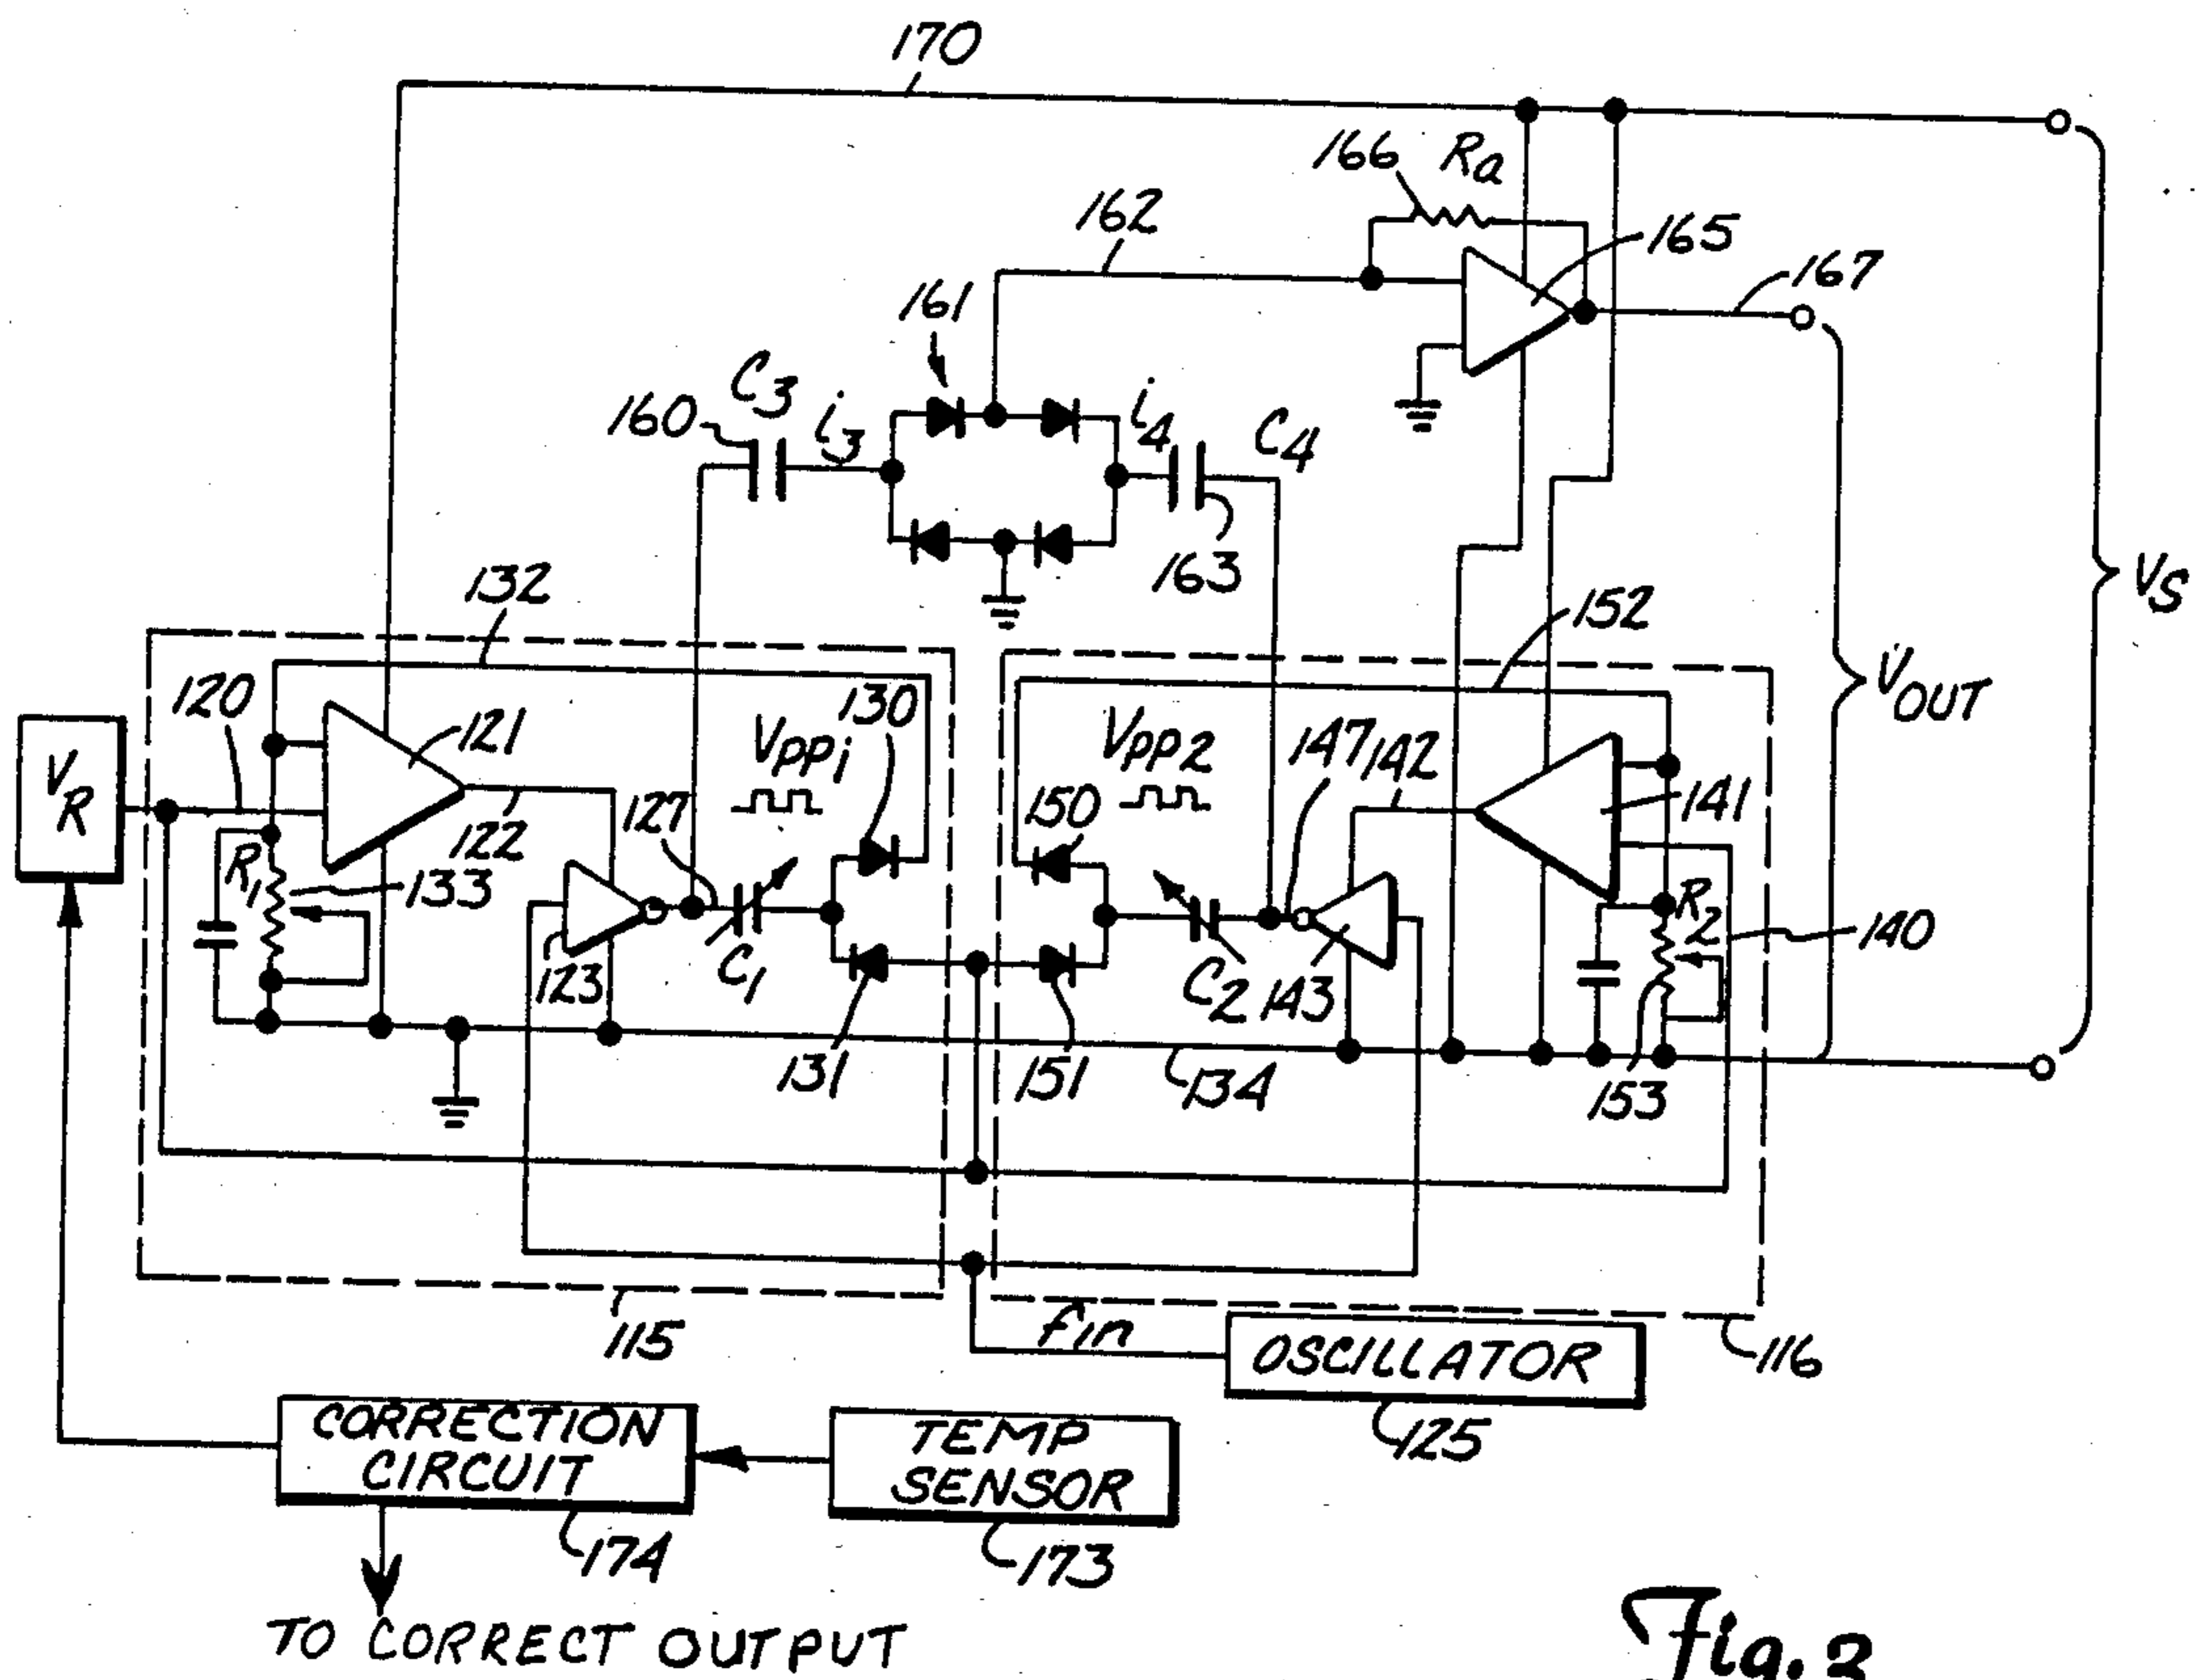 170
166 Ra
162
165
167
161
C3
160
i3
i4
C4
163
VS
132
152
120
121
130
VPPi
VPP2
147
142
VOUT
VR
127
150
141
122
R1
133
R2
140
123
C1
C2
143
131
151
134
153
115
fin
OSCILLATOR
116
125
CORRECTION
CIRCUIT
TEMP
SENSOR
174
173
TO CORRECT OUTPUT
Fig. 3